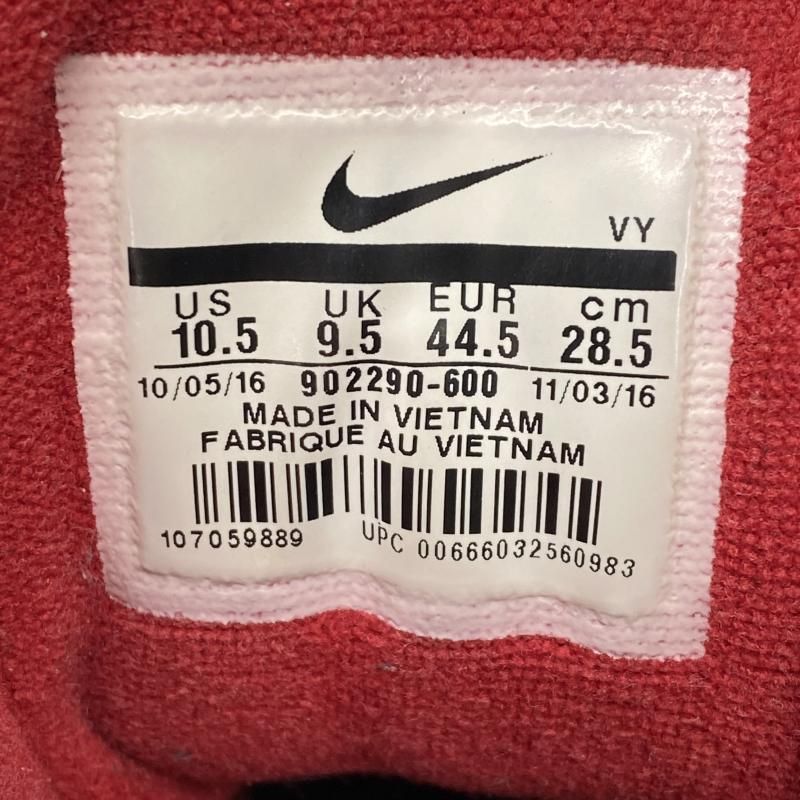 VY
US UK EUR cm
10.5 9.5 44.5 28.5
10/05/16 902290-600 11/03/16
MADE IN VIETNAM
FABRIQUE AU VIETNAM
107059889 UPC 00666032560983